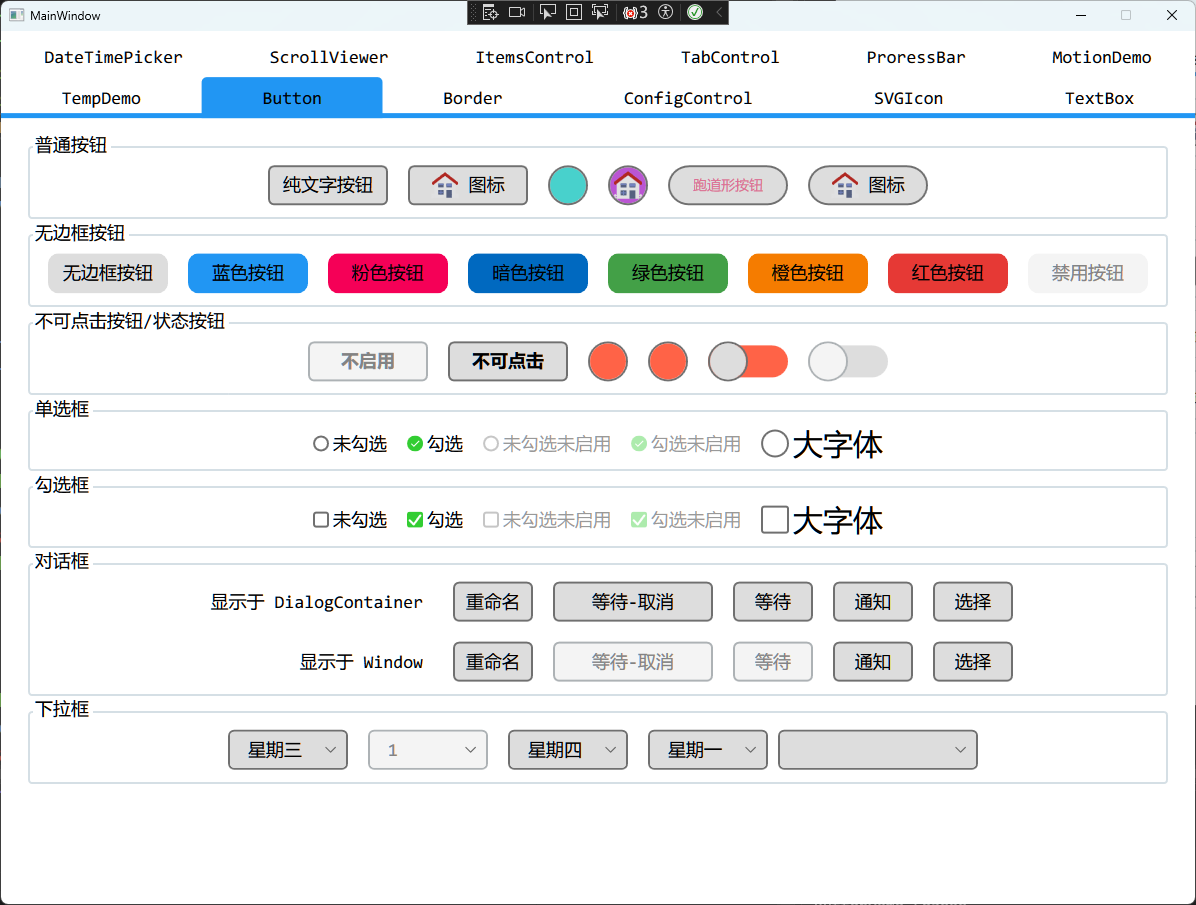 MainWindow
3
DateTimePicker ScrollViewer ItemsControl TabControl ProressBar MotionDemo
TempDemo Button Border ConfigControl SVGIcon TextBox
普通按钮
纯文字按钮 图标 跑道形按钮 图标
无边框按钮
无边框按钮 蓝色按钮 粉色按钮 暗色按钮 绿色按钮 橙色按钮 红色按钮 禁用按钮
不可点击按钮/状态按钮
不启用 不可点击
单选框
未勾选 勾选 未勾选未启用 勾选未启用 大字体
勾选框
未勾选 勾选 未勾选未启用 勾选未启用 大字体
对话框
显示于 DialogContainer 重命名 等待-取消 等待 通知 选择
显示于 Window 重命名 等待-取消 等待 通知 选择
下拉框
星期三 1 星期四 星期一